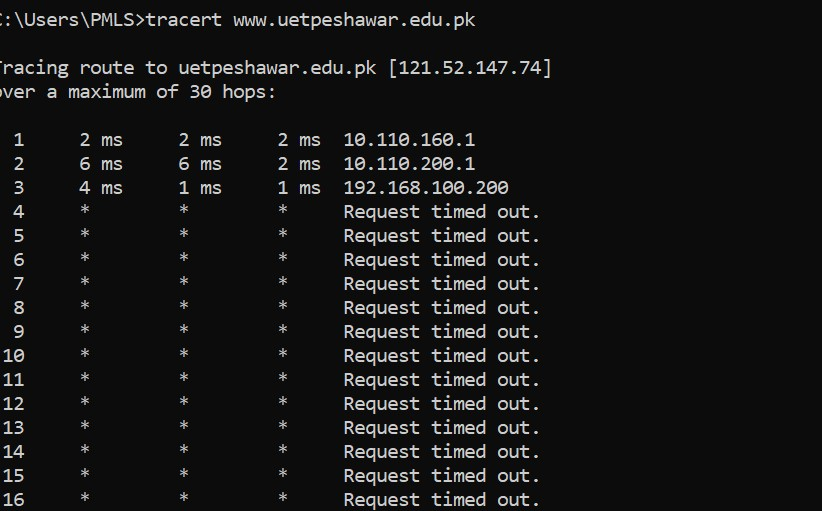 C:\Users\PMLS>tracert www.uetpeshawar.edu.pk
Tracing route to uetpeshawar.edu.pk [121.52.147.74]
over a maximum of 30 hops:
1 2 ms 2 ms 2 ms 10.110.160.1
2 6 ms 6 ms 2 ms 10.110.200.1
3 4 ms 1 ms 1 ms 192.168.100.200
4 * * * Request timed out.
5 * * * Request timed out.
6 * * * Request timed out.
7 * * * Request timed out.
8 * * * Request timed out.
9 * * * Request timed out.
10 * * * Request timed out.
11 * * * Request timed out.
12 * * * Request timed out.
13 * * * Request timed out.
14 * * * Request timed out.
15 * * * Request timed out.
16 * * * Request timed out.